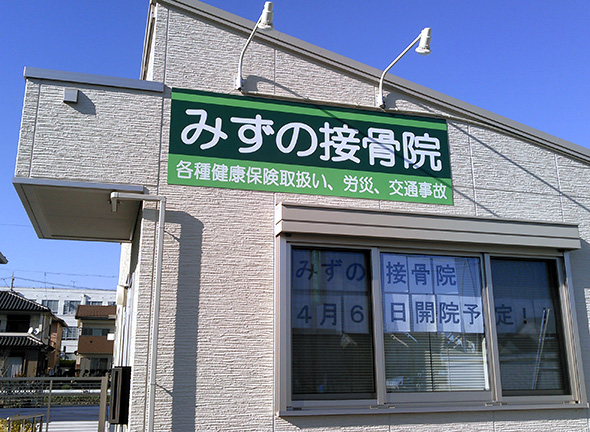 みずの接骨院
各種健康保険取扱い、労災、交通事故
みずの接骨院
4月6日開院予定!